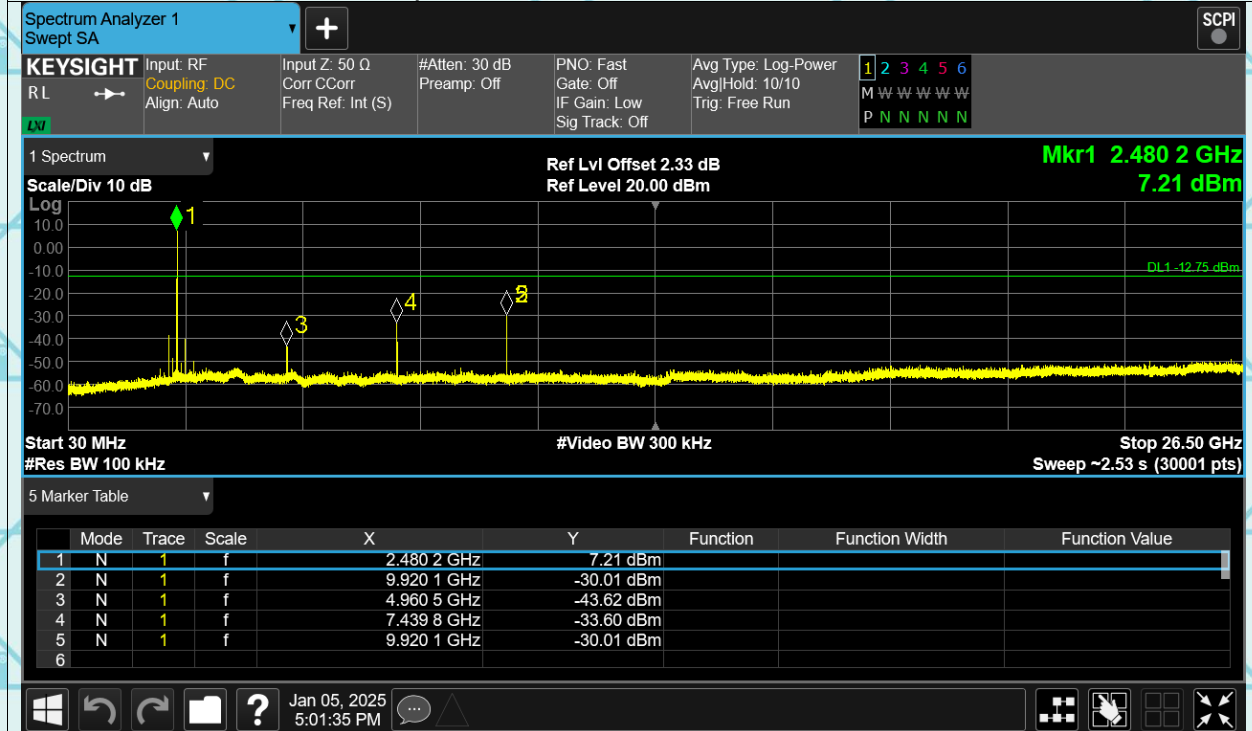 Spectrum Analyzer 1
Swept SA
SCPI
KEYSIGHT
RL
LXI
Input: RF
Coupling: DC
Align: Auto
Input Z: 50 Ω
Corr CCorr
Freq Ref: Int (S)
#Atten: 30 dB
Preamp: Off
PNO: Fast
Gate: Off
IF Gain: Low
Sig Track: Off
Avg Type: Log-Power
Avg|Hold: 10/10
Trig: Free Run
1 2 3 4 5 6
M W W W W W
P N N N N N
1 Spectrum
Scale/Div 10 dB
Ref Lvl Offset 2.33 dB
Ref Level 20.00 dBm
Mkr1 2.480 2 GHz
7.21 dBm
Log
10.0
0.00
-10.0
-20.0
-30.0
-40.0
-50.0
-60.0
-70.0
1
DL1 -12.75 dBm
3
4
Start 30 MHz
#Res BW 100 kHz
#Video BW 300 kHz
Stop 26.50 GHz
Sweep ~2.53 s (30001 pts)
5 Marker Table
Mode Trace Scale X Y Function Function Width Function Value
1 N 1 f 2.480 2 GHz 7.21 dBm
2 N 1 f 9.920 1 GHz -30.01 dBm
3 N 1 f 4.960 5 GHz -43.62 dBm
4 N 1 f 7.439 8 GHz -33.60 dBm
5 N 1 f 9.920 1 GHz -30.01 dBm
6
?
Jan 05, 2025
5:01:35 PM